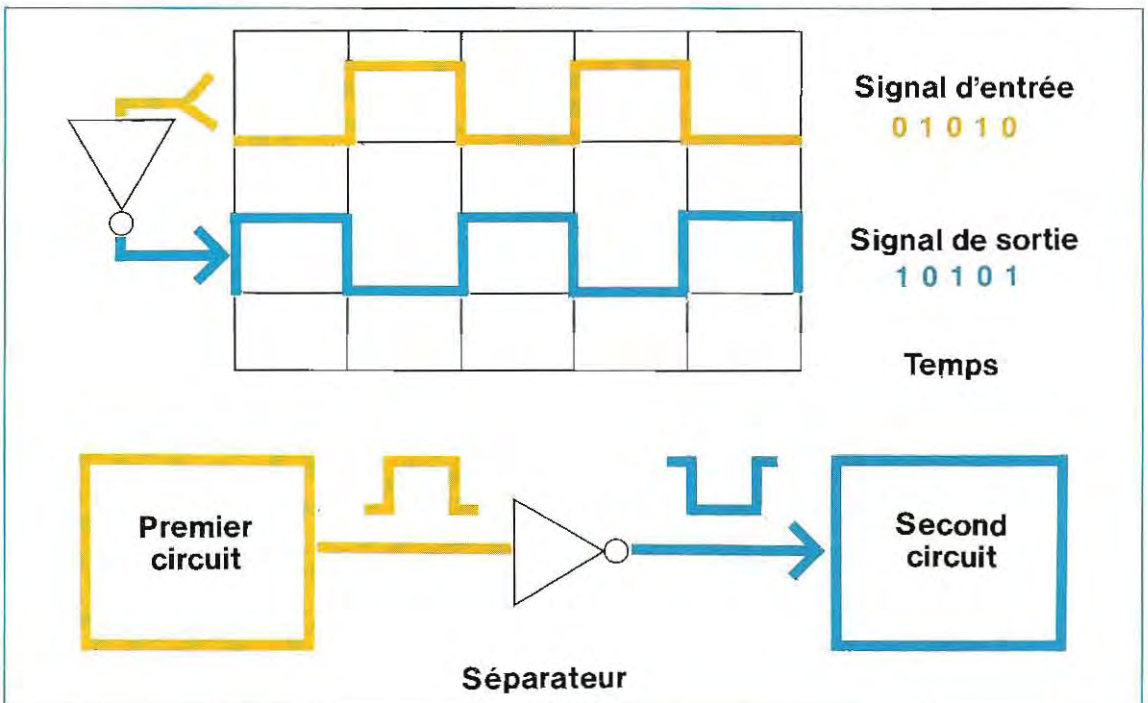 Signal d'entrée
0 1 0 1 0
Signal de sortie
1 0 1 0 1
Temps
Premier
circuit
Second
circuit
Séparateur